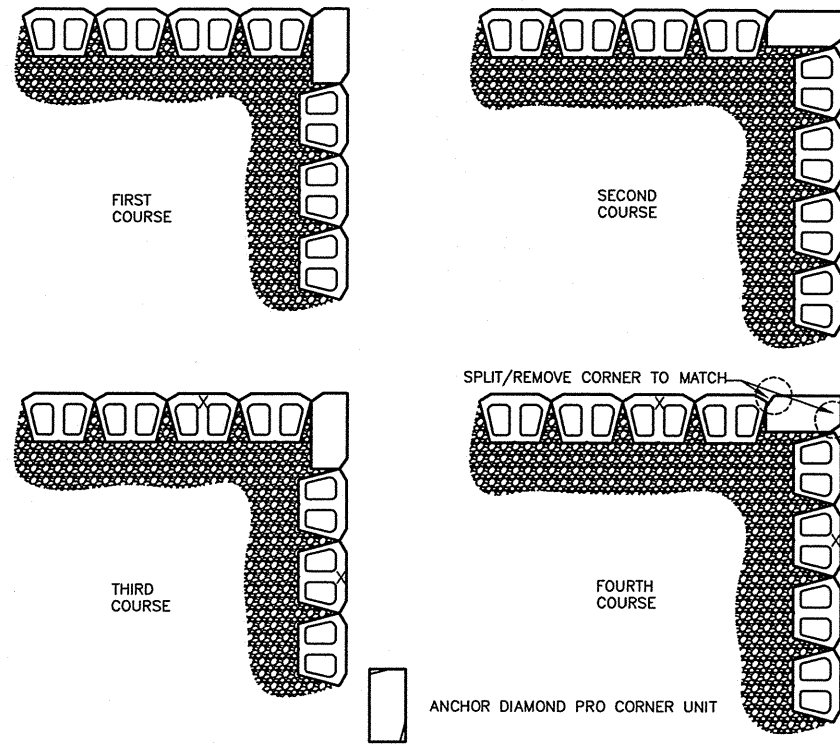 FIRST
COURSE
SECOND
COURSE
SPLIT/REMOVE CORNER TO MATCH
X
X
X
X
THIRD
COURSE
FOURTH
COURSE
ANCHOR DIAMOND PRO CORNER UNIT